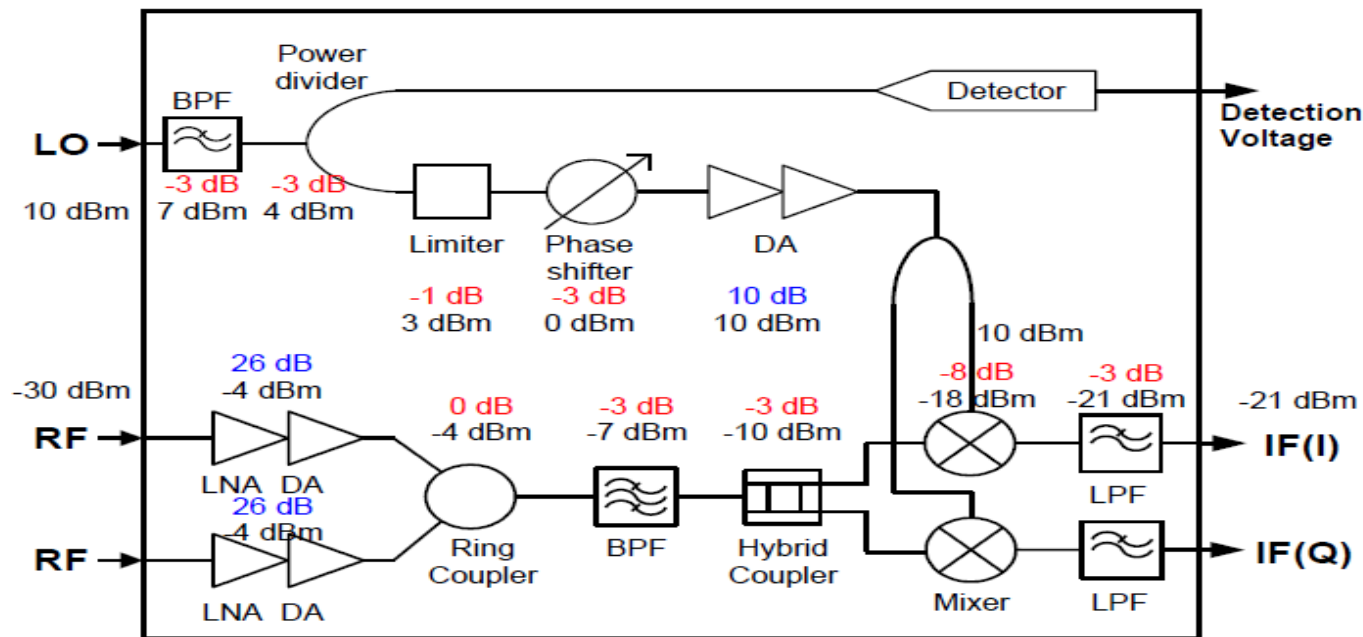 Power
divider
BPF
Detector
Detection
Voltage
LO
-3 dB
-3 dB
10 dBm
7 dBm
4 dBm
Limiter
Phase
shifter
DA
-1 dB
-3 dB
10 dB
3 dBm
0 dBm
10 dBm
10 dBm
26 dB
-30 dBm
-4 dBm
0 dB
-4 dBm
-3 dB
-7 dBm
-3 dB
-10 dBm
-8 dB
-18 dBm
-3 dB
-21 dBm
-21 dBm
RF
IF(I)
LNA DA
26 dB
-4 dBm
LPF
Ring
Coupler
BPF
Hybrid
Coupler
RF
IF(Q)
LNA DA
Mixer
LPF